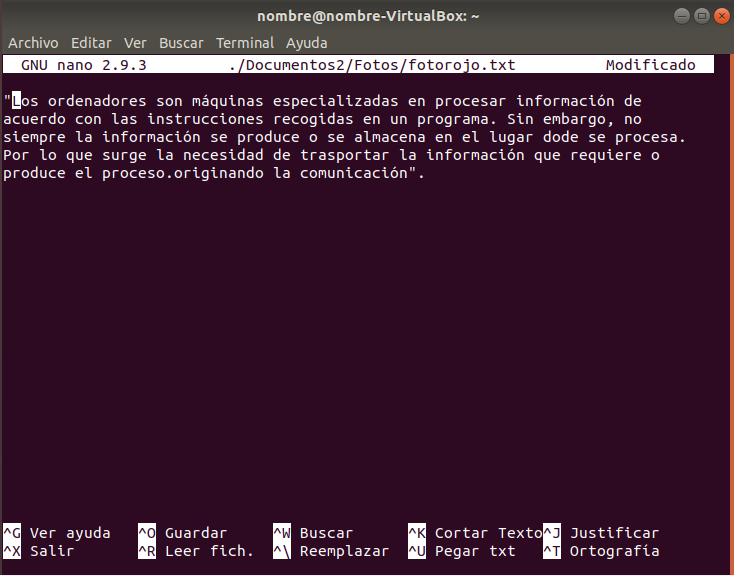 nombre@nombre-VirtualBox: ~
Archivo Editar Ver Buscar Terminal Ayuda
GNU nano 2.9.3 ./Documentos2/Fotos/fotorojo.txt Modificado
"Los ordenadores son máquinas especializadas en procesar información de
acuerdo con las instrucciones recogidas en un programa. Sin embargo, no
siempre la información se produce o se almacena en el lugar dode se procesa.
Por lo que surge la necesidad de trasportar la información que requiere o
produce el proceso.originando la comunicación".
^G Ver ayuda ^O Guardar ^W Buscar ^K Cortar Texto ^J Justificar
^X Salir ^R Leer fich. ^\ Reemplazar ^U Pegar txt ^T Ortografía